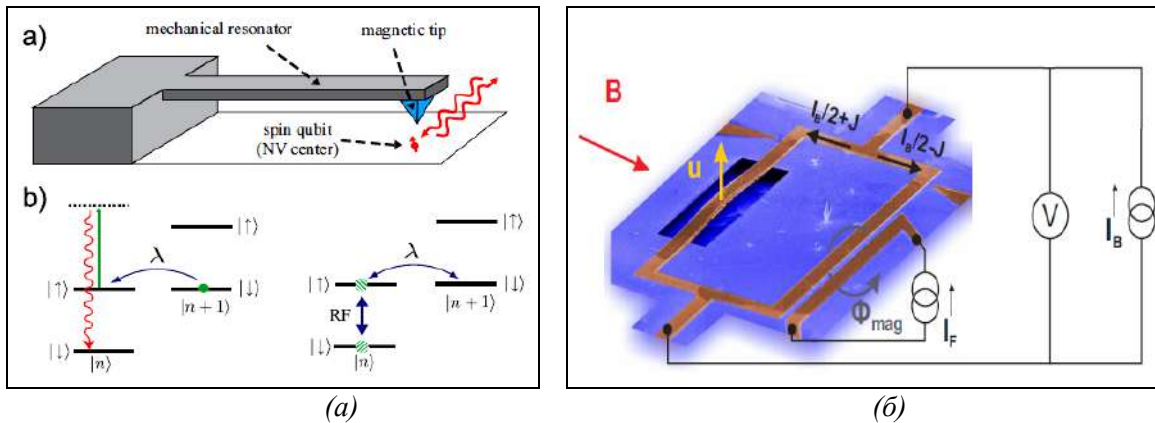 a)
mechanical resonator
magnetic tip
spin qubit
(NV center)
b)
|↑⟩
|↑⟩
λ
λ
|↑⟩
|↓⟩
|n+1⟩
|↑⟩
|↓⟩
|n+1⟩
RF
|↓⟩
|n⟩
|↓⟩
|n⟩
(а)
B
I_B/2+J
I_B/2-J
u
V
I_B
Φ_mag
I_F
(б)